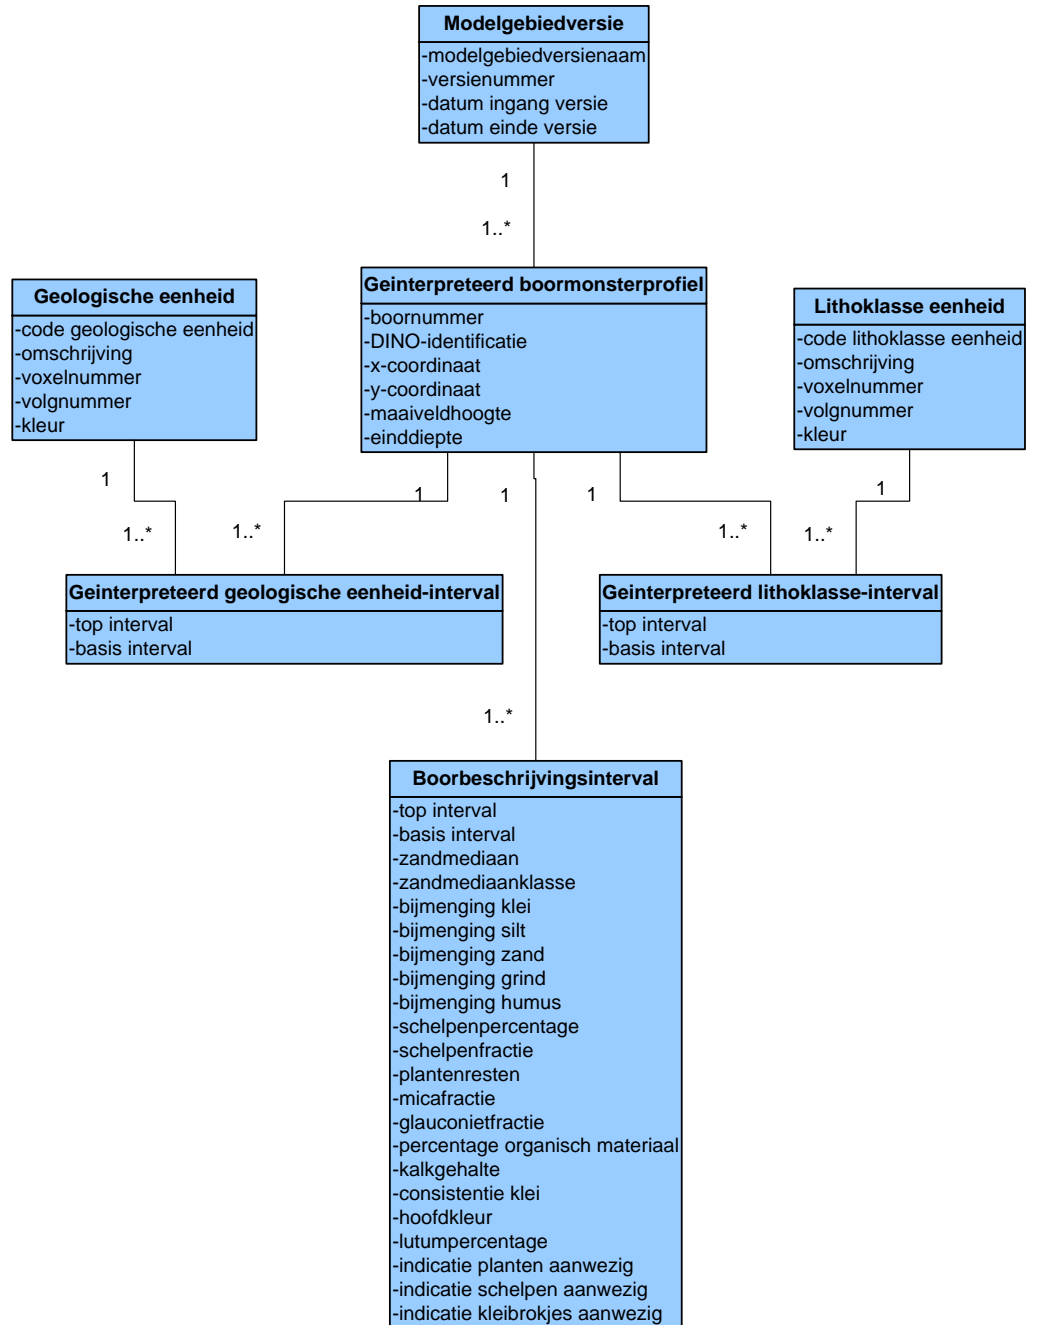 Modelgebiedversie
-modelgebiedversienaam
-versienummer
-datum ingang versie
-datum einde versie
1
1..*
Geologische eenheid
-code geologische eenheid
-omschrijving
-voxelnummer
-volgnummer
-kleur
Geinterpreteerd boormonsterprofiel
-boornummer
-DINO-identificatie
-x-coordinaat
-y-coordinaat
-maaiveldhoogte
-einddiepte
Lithoklasse eenheid
-code lithoklasse eenheid
-omschrijving
-voxelnummer
-volgnummer
-kleur
1
1
1
1
1
1..*
1..*
1..*
1..*
Geinterpreteerd geologische eenheid-interval
-top interval
-basis interval
Geinterpreteerd lithoklasse-interval
-top interval
-basis interval
1..*
Boorbeschrijvingsinterval
-top interval
-basis interval
-zandmediaan
-zandmediaanklasse
-bijmenging klei
-bijmenging silt
-bijmenging zand
-bijmenging grind
-bijmenging humus
-schelpenpercentage
-schelpenfractie
-plantenresten
-micafractie
-glauconietfractie
-percentage organisch materiaal
-kalkgehalte
-consistentie klei
-hoofdkleur
-lutumpercentage
-indicatie planten aanwezig
-indicatie schelpen aanwezig
-indicatie kleibrokjes aanwezig